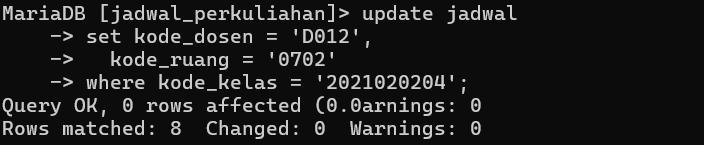 MariaDB [jadwal_perkuliahan]> update jadwal
    -> set kode_dosen = 'D012',
    ->   kode_ruang = '0702'
    -> where kode_kelas = '2021020204';
Query OK, 0 rows affected (0.0arnings: 0
Rows matched: 8  Changed: 0  Warnings: 0